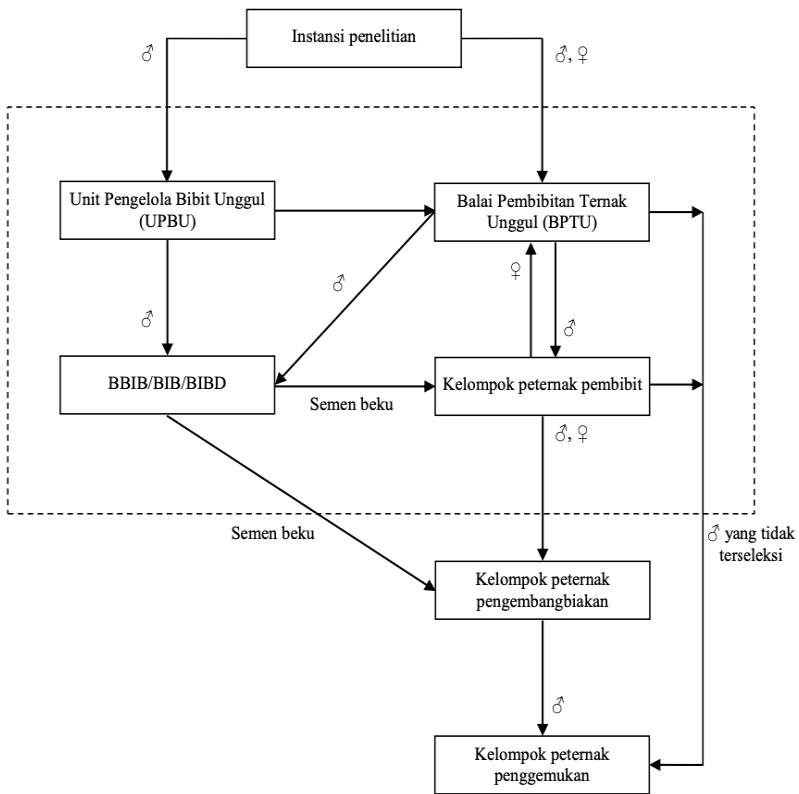 Instansi penelitian
♂
♂, ♀
Unit Pengelola Bibit Unggul
(UPBU)
Balai Pembibitan Ternak
Unggul (BPTU)
♂
♀
♂
♂
BBIB/BIB/BIBD
Semen beku
Kelompok peternak pembibit
♂, ♀
Semen beku
♂ yang tidak
terseleksi
Kelompok peternak
pengembangbiakan
♂
Kelompok peternak
penggemukan